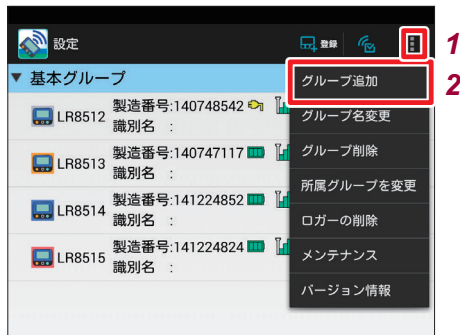 設定
登録
1
▼ 基本グループ
グループ追加
2
LR8512
製造番号:140748542
識別名 :
グループ名変更
LR8513
製造番号:140747117
識別名 :
グループ削除
所属グループを変更
LR8514
製造番号:141224852
識別名 :
ロガーの削除
LR8515
製造番号:141224824
識別名 :
メンテナンス
バージョン情報